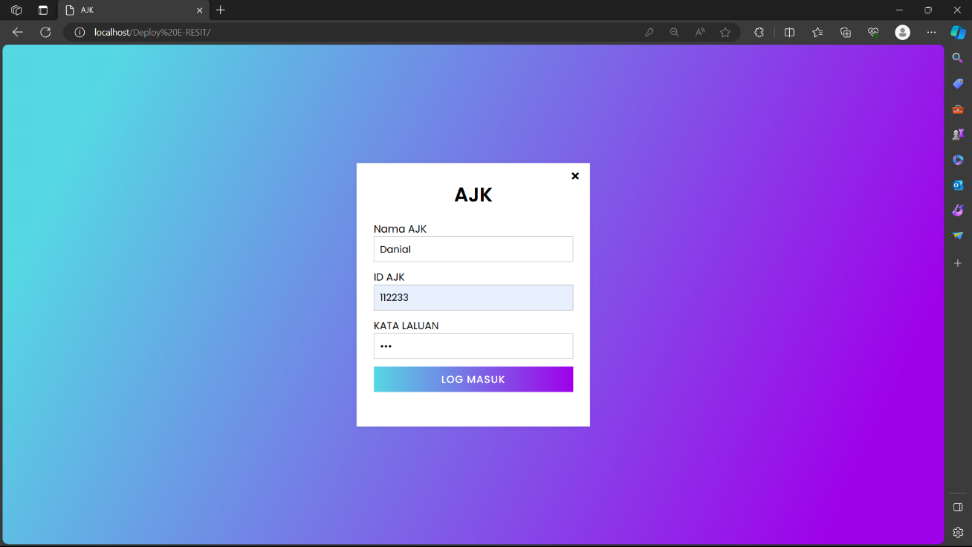 AJK
localhost/Deploy%20E-RESIT/
AJK
Nama AJK
Danial
ID AJK
112233
KATA LALUAN
•••
LOG MASUK